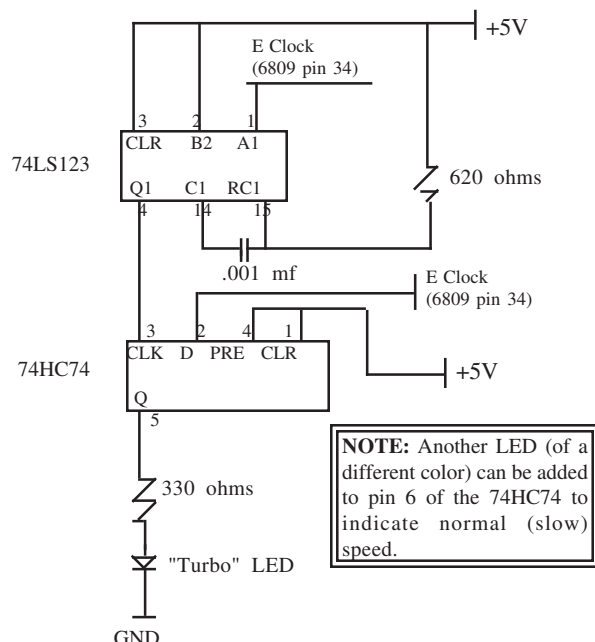 +5V
E Clock
(6809 pin 34)
3 2 1
CLR B2 A1
74LS123
620 ohms
Q1 C1 RC1
4 14 15
.001 mf
E Clock
(6809 pin 34)
3 2 4 1
CLK D PRE CLR
74HC74
+5V
Q
5
NOTE: Another LED (of a
different color) can be added
to pin 6 of the 74HC74 to
indicate normal (slow)
speed.
330 ohms
"Turbo" LED
GND